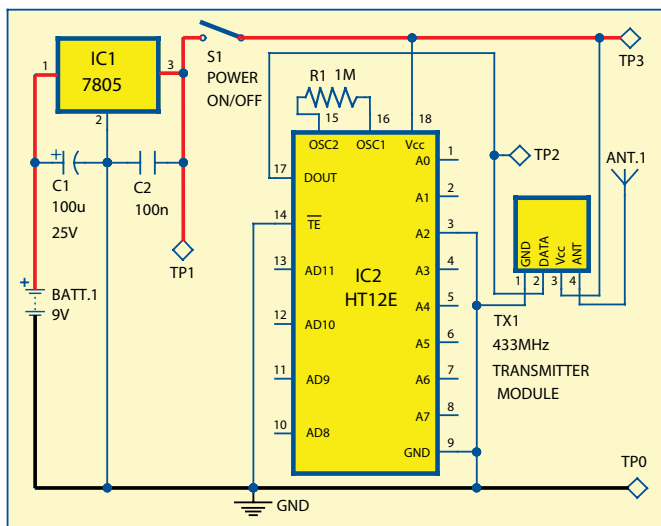 IC1
7805
1
3
2
S1
POWER
ON/OFF
R1 1M
15
16
18
OSC2
OSC1
Vcc
TP3
C1
100u
25V
C2
100n
TP1
BATT.1
9V
17
DOUT
14
TE
13
AD11
12
AD10
11
AD9
10
AD8
IC2
HT12E
A0
1
A1
2
A2
3
A3
4
A4
5
A5
6
A6
7
A7
8
GND
9
TP2
ANT.1
GND
DATA
Vcc
ANT
1
2
3
4
TX1
433MHz
TRANSMITTER
MODULE
TP0
GND